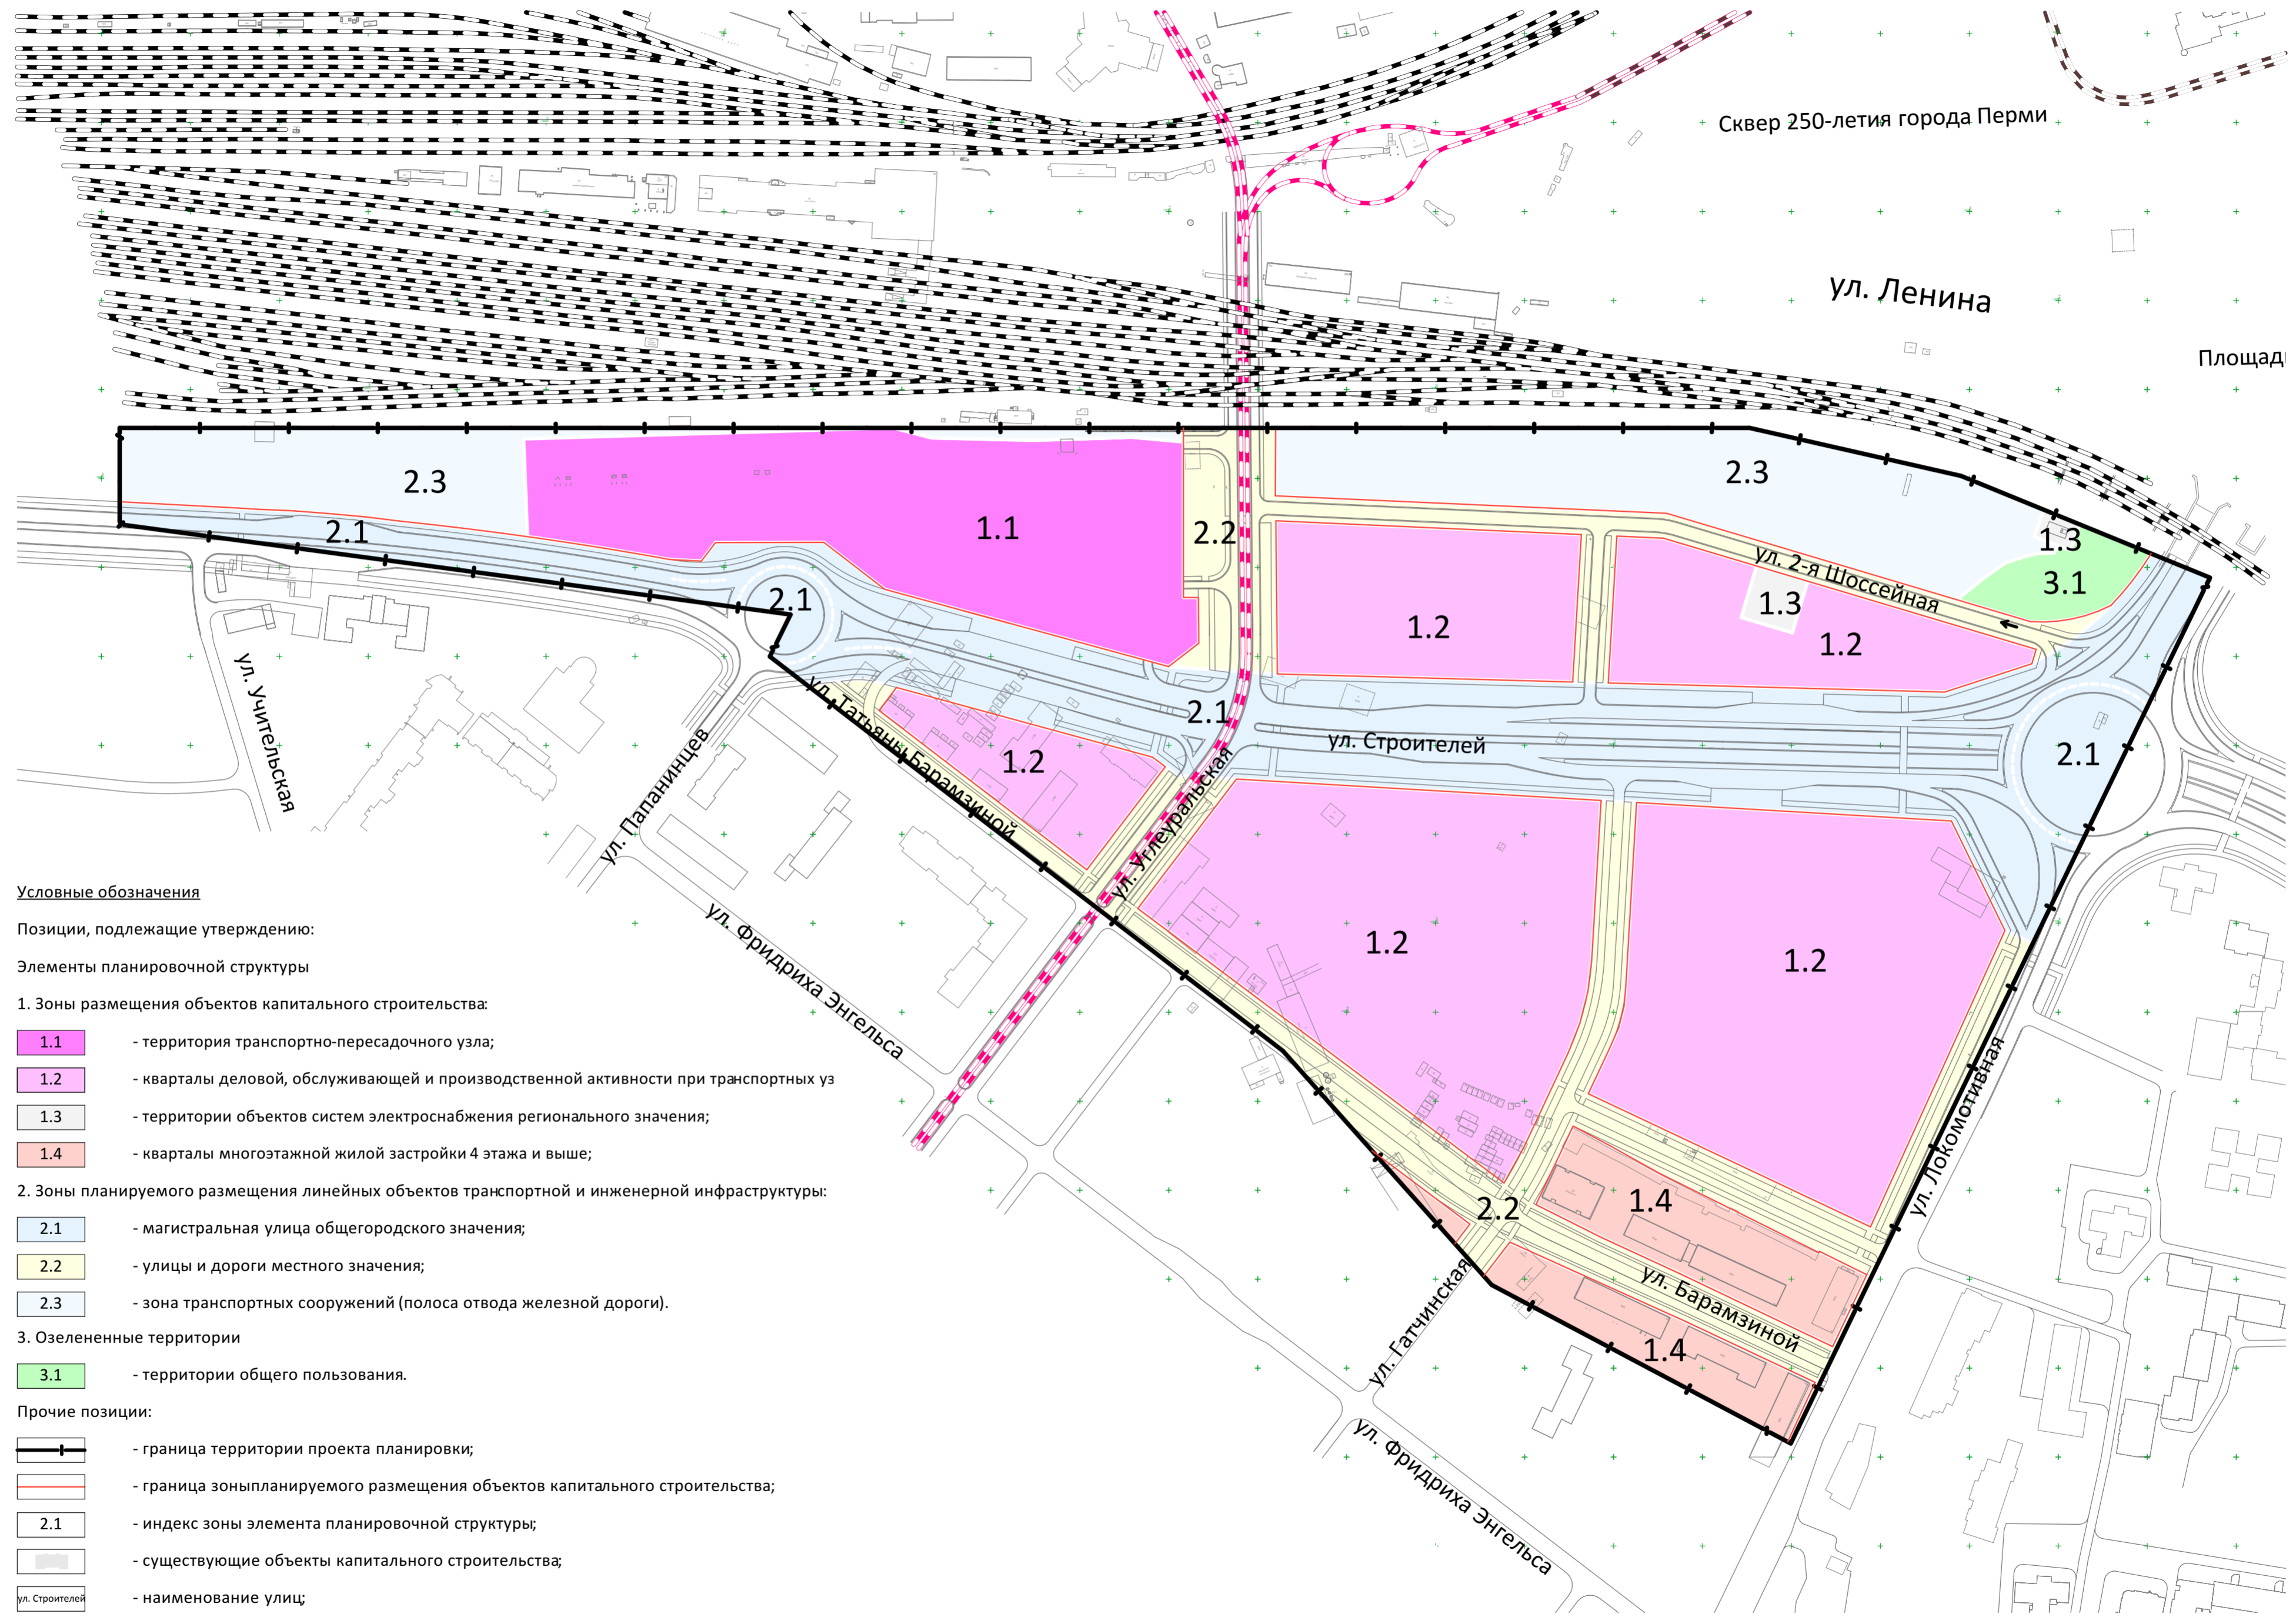 Сквер 250-летия города Перми
ул. Ленина
Площад
2.3
2.3
2.1
1.1
2.2
1.3
3.1
ул. 2-я Шоссейная
2.1
1.2
1.3
1.2
ул. Учительская
ул. Папанинцев
ул. Татьяны Барамзиной
1.2
2.1
ул. Строителей
2.1
ул. Углеуральская
1.2
1.2
ул. Фридриха Энгельса
ул. Локомотивная
1.4
2.2
ул. Барамзиной
1.4
ул. Гатчинская
ул. Фридриха Энгельса
Условные обозначения
Позиции, подлежащие утверждению:
Элементы планировочной структуры
1. Зоны размещения объектов капитального строительства:
1.1 - территория транспортно-пересадочного узла;
1.2 - кварталы деловой, обслуживающей и производственной активности при транспортных уз
1.3 - территории объектов систем электроснабжения регионального значения;
1.4 - кварталы многоэтажной жилой застройки 4 этажа и выше;
2. Зоны планируемого размещения линейных объектов транспортной и инженерной инфраструктуры:
2.1 - магистральная улица общегородского значения;
2.2 - улицы и дороги местного значения;
2.3 - зона транспортных сооружений (полоса отвода железной дороги).
3. Озелененные территории
3.1 - территории общего пользования.
Прочие позиции:
- граница территории проекта планировки;
- граница зоныпланируемого размещения объектов капитального строительства;
2.1 - индекс зоны элемента планировочной структуры;
- существующие объекты капитального строительства;
ул. Строителей - наименование улиц;